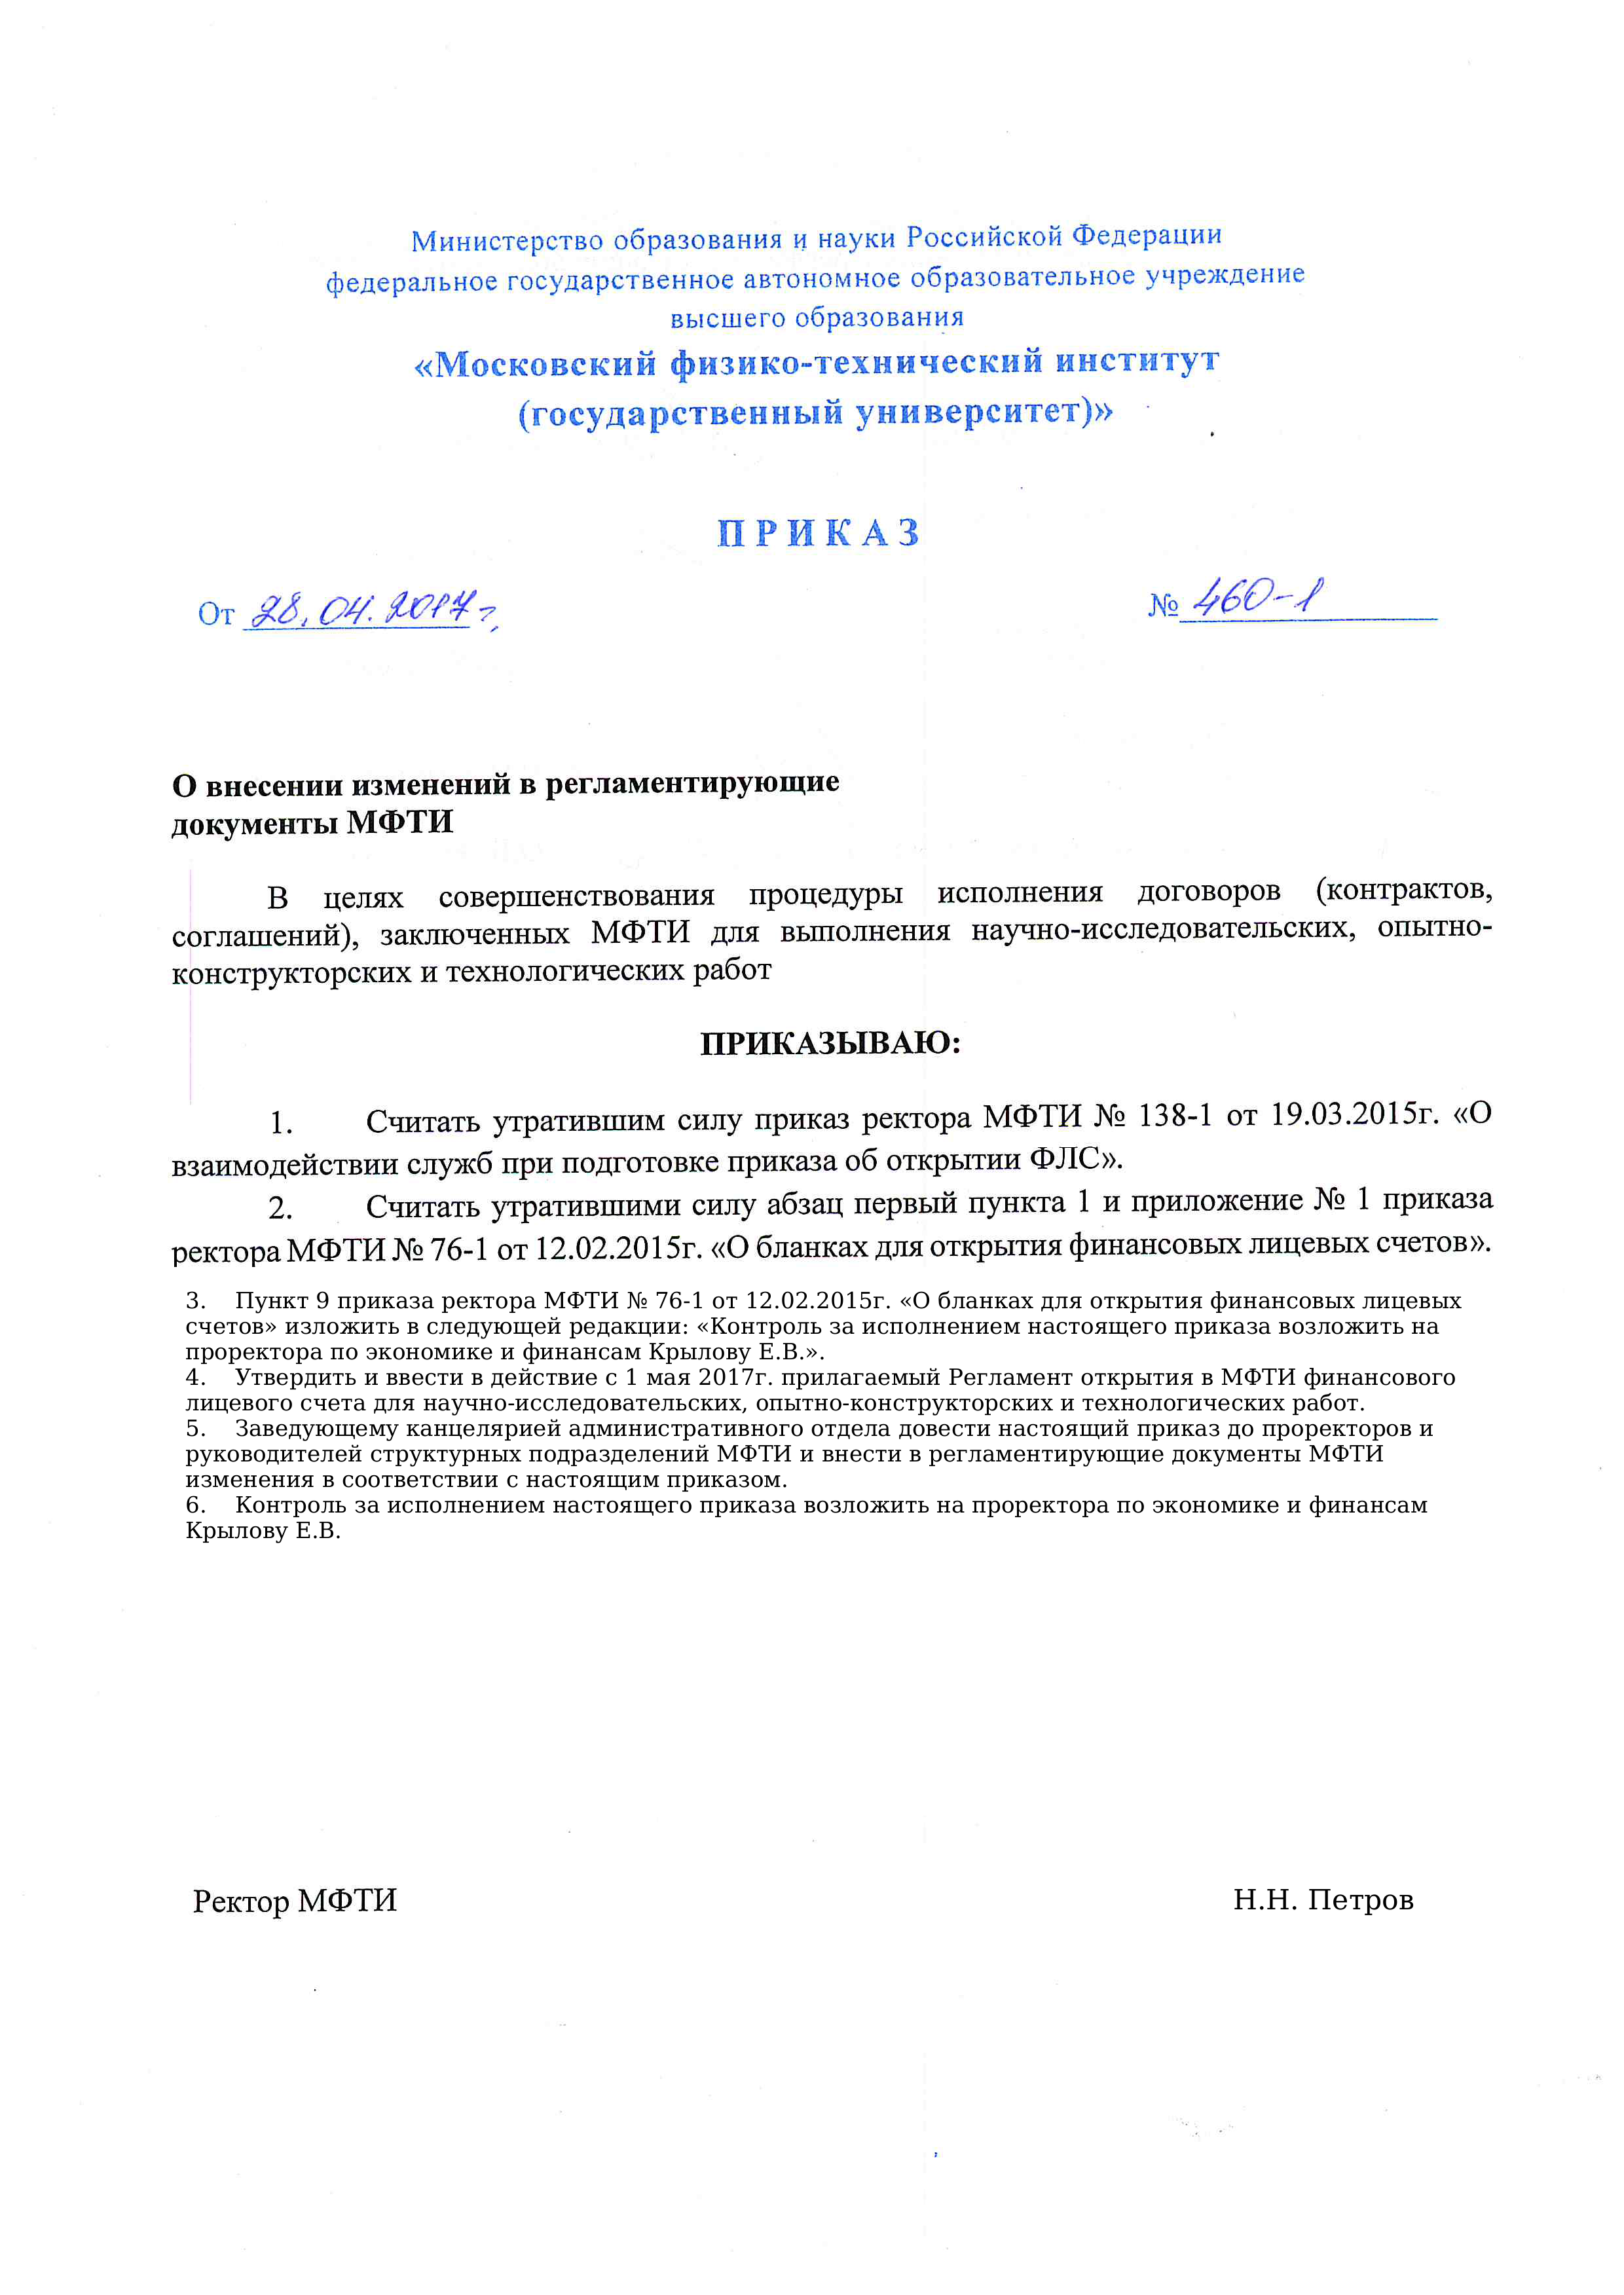 Министерство образования и науки Российской Федерации
федеральное государственное автономное образовательное учреждение
высшего образования
«Московский физико-технический институт
(государственный университет)»
П Р И К А З
От 28.04.2017 г.
№ 460-1
О внесении изменений в регламентирующие
документы МФТИ
В целях совершенствования процедуры исполнения договоров (контрактов,
соглашений), заключенных МФТИ для выполнения научно-исследовательских, опытно-
конструкторских и технологических работ
ПРИКАЗЫВАЮ:
1. Считать утратившим силу приказ ректора МФТИ № 138-1 от 19.03.2015г. «О
взаимодействии служб при подготовке приказа об открытии ФЛС».
2. Считать утратившими силу абзац первый пункта 1 и приложение № 1 приказа
ректора МФТИ № 76-1 от 12.02.2015г. «О бланках для открытия финансовых лицевых счетов».
3. Пункт 9 приказа ректора МФТИ № 76-1 от 12.02.2015г. «О бланках для открытия финансовых лицевых
счетов» изложить в следующей редакции: «Контроль за исполнением настоящего приказа возложить на
проректора по экономике и финансам Крылову Е.В.».
4. Утвердить и ввести в действие с 1 мая 2017г. прилагаемый Регламент открытия в МФТИ финансового
лицевого счета для научно-исследовательских, опытно-конструкторских и технологических работ.
5. Заведующему канцелярией административного отдела довести настоящий приказ до проректоров и
руководителей структурных подразделений МФТИ и внести в регламентирующие документы МФТИ
изменения в соответствии с настоящим приказом.
6. Контроль за исполнением настоящего приказа возложить на проректора по экономике и финансам
Крылову Е.В.
Ректор МФТИ
Н.Н. Петров